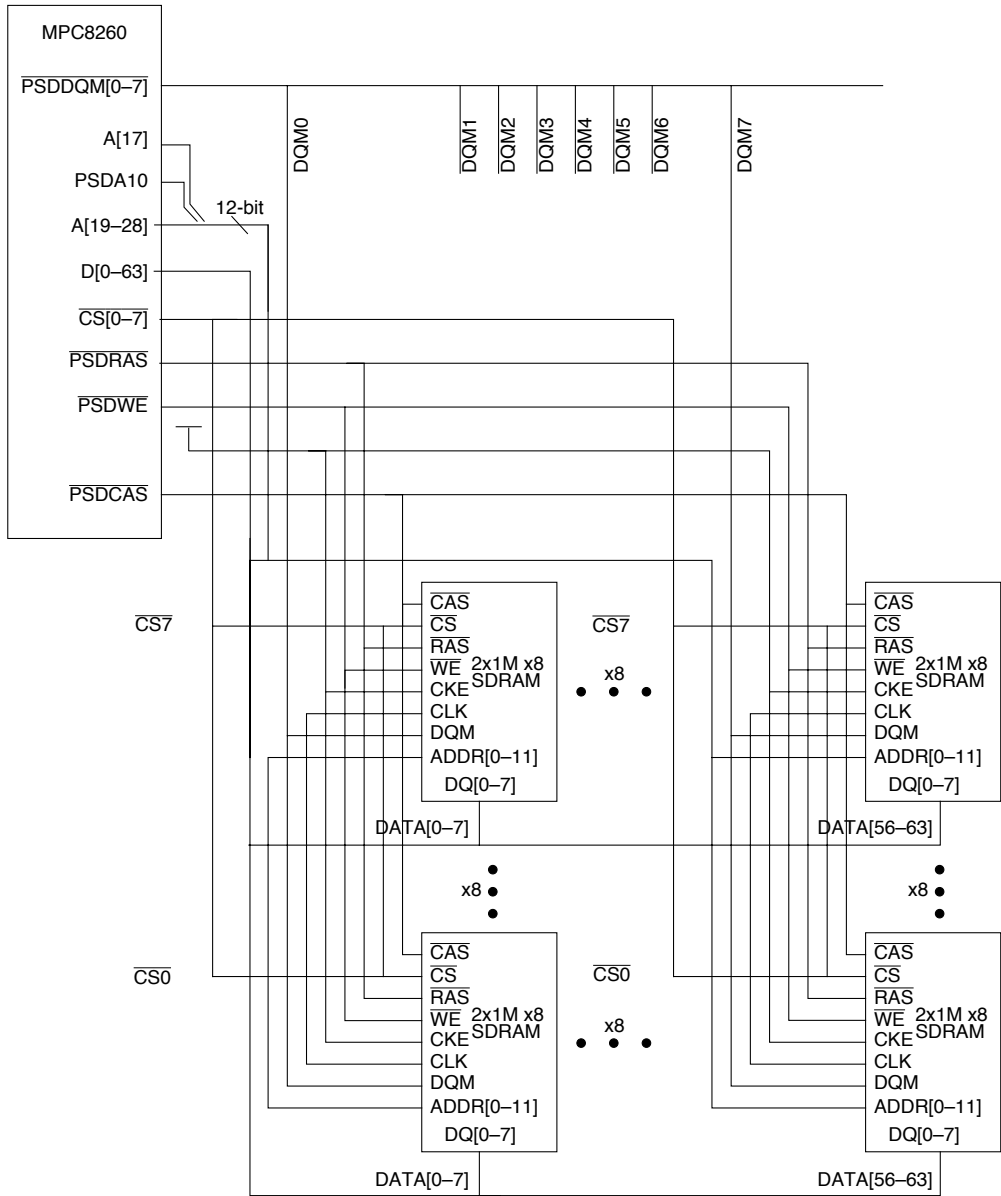 MPC8260
PSDDQM[0–7]
A[17]
PSDA10
12-bit
A[19–28]
D[0–63]
CS[0–7]
PSDRAS
PSDWE
PSDCAS
DQM0
DQM1
DQM2
DQM3
DQM4
DQM5
DQM6
DQM7
CS7
CAS
CS
RAS
WE 2x1M x8
SDRAM
CKE
CLK
DQM
ADDR[0–11]
DQ[0–7]
DATA[0–7]
CS7
x8
CAS
CS
RAS
WE 2x1M x8
SDRAM
CKE
CLK
DQM
ADDR[0–11]
DQ[0–7]
DATA[56–63]
x8
x8
CS0
CAS
CS
RAS
WE 2x1M x8
SDRAM
CKE
CLK
DQM
ADDR[0–11]
DQ[0–7]
DATA[0–7]
CS0
x8
CAS
CS
RAS
WE 2x1M x8
SDRAM
CKE
CLK
DQM
ADDR[0–11]
DQ[0–7]
DATA[56–63]